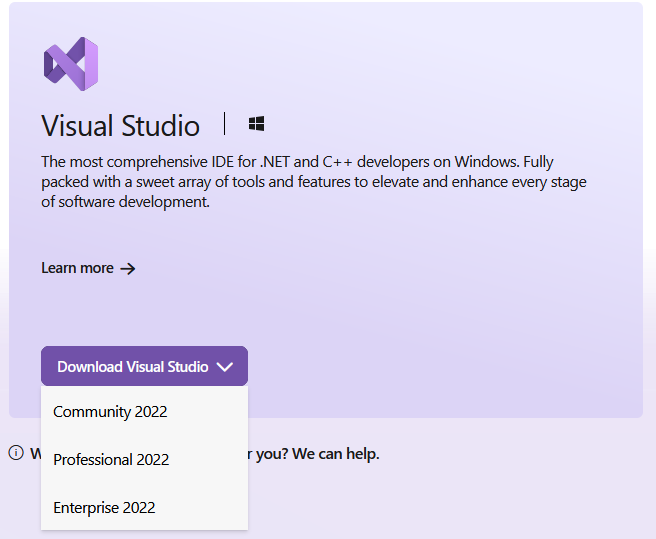 Visual Studio
The most comprehensive IDE for .NET and C++ developers on Windows. Fully
packed with a sweet array of tools and features to elevate and enhance every stage
of software development.
Learn more
Download Visual Studio
Community 2022
you? We can help.
Professional 2022
Enterprise 2022